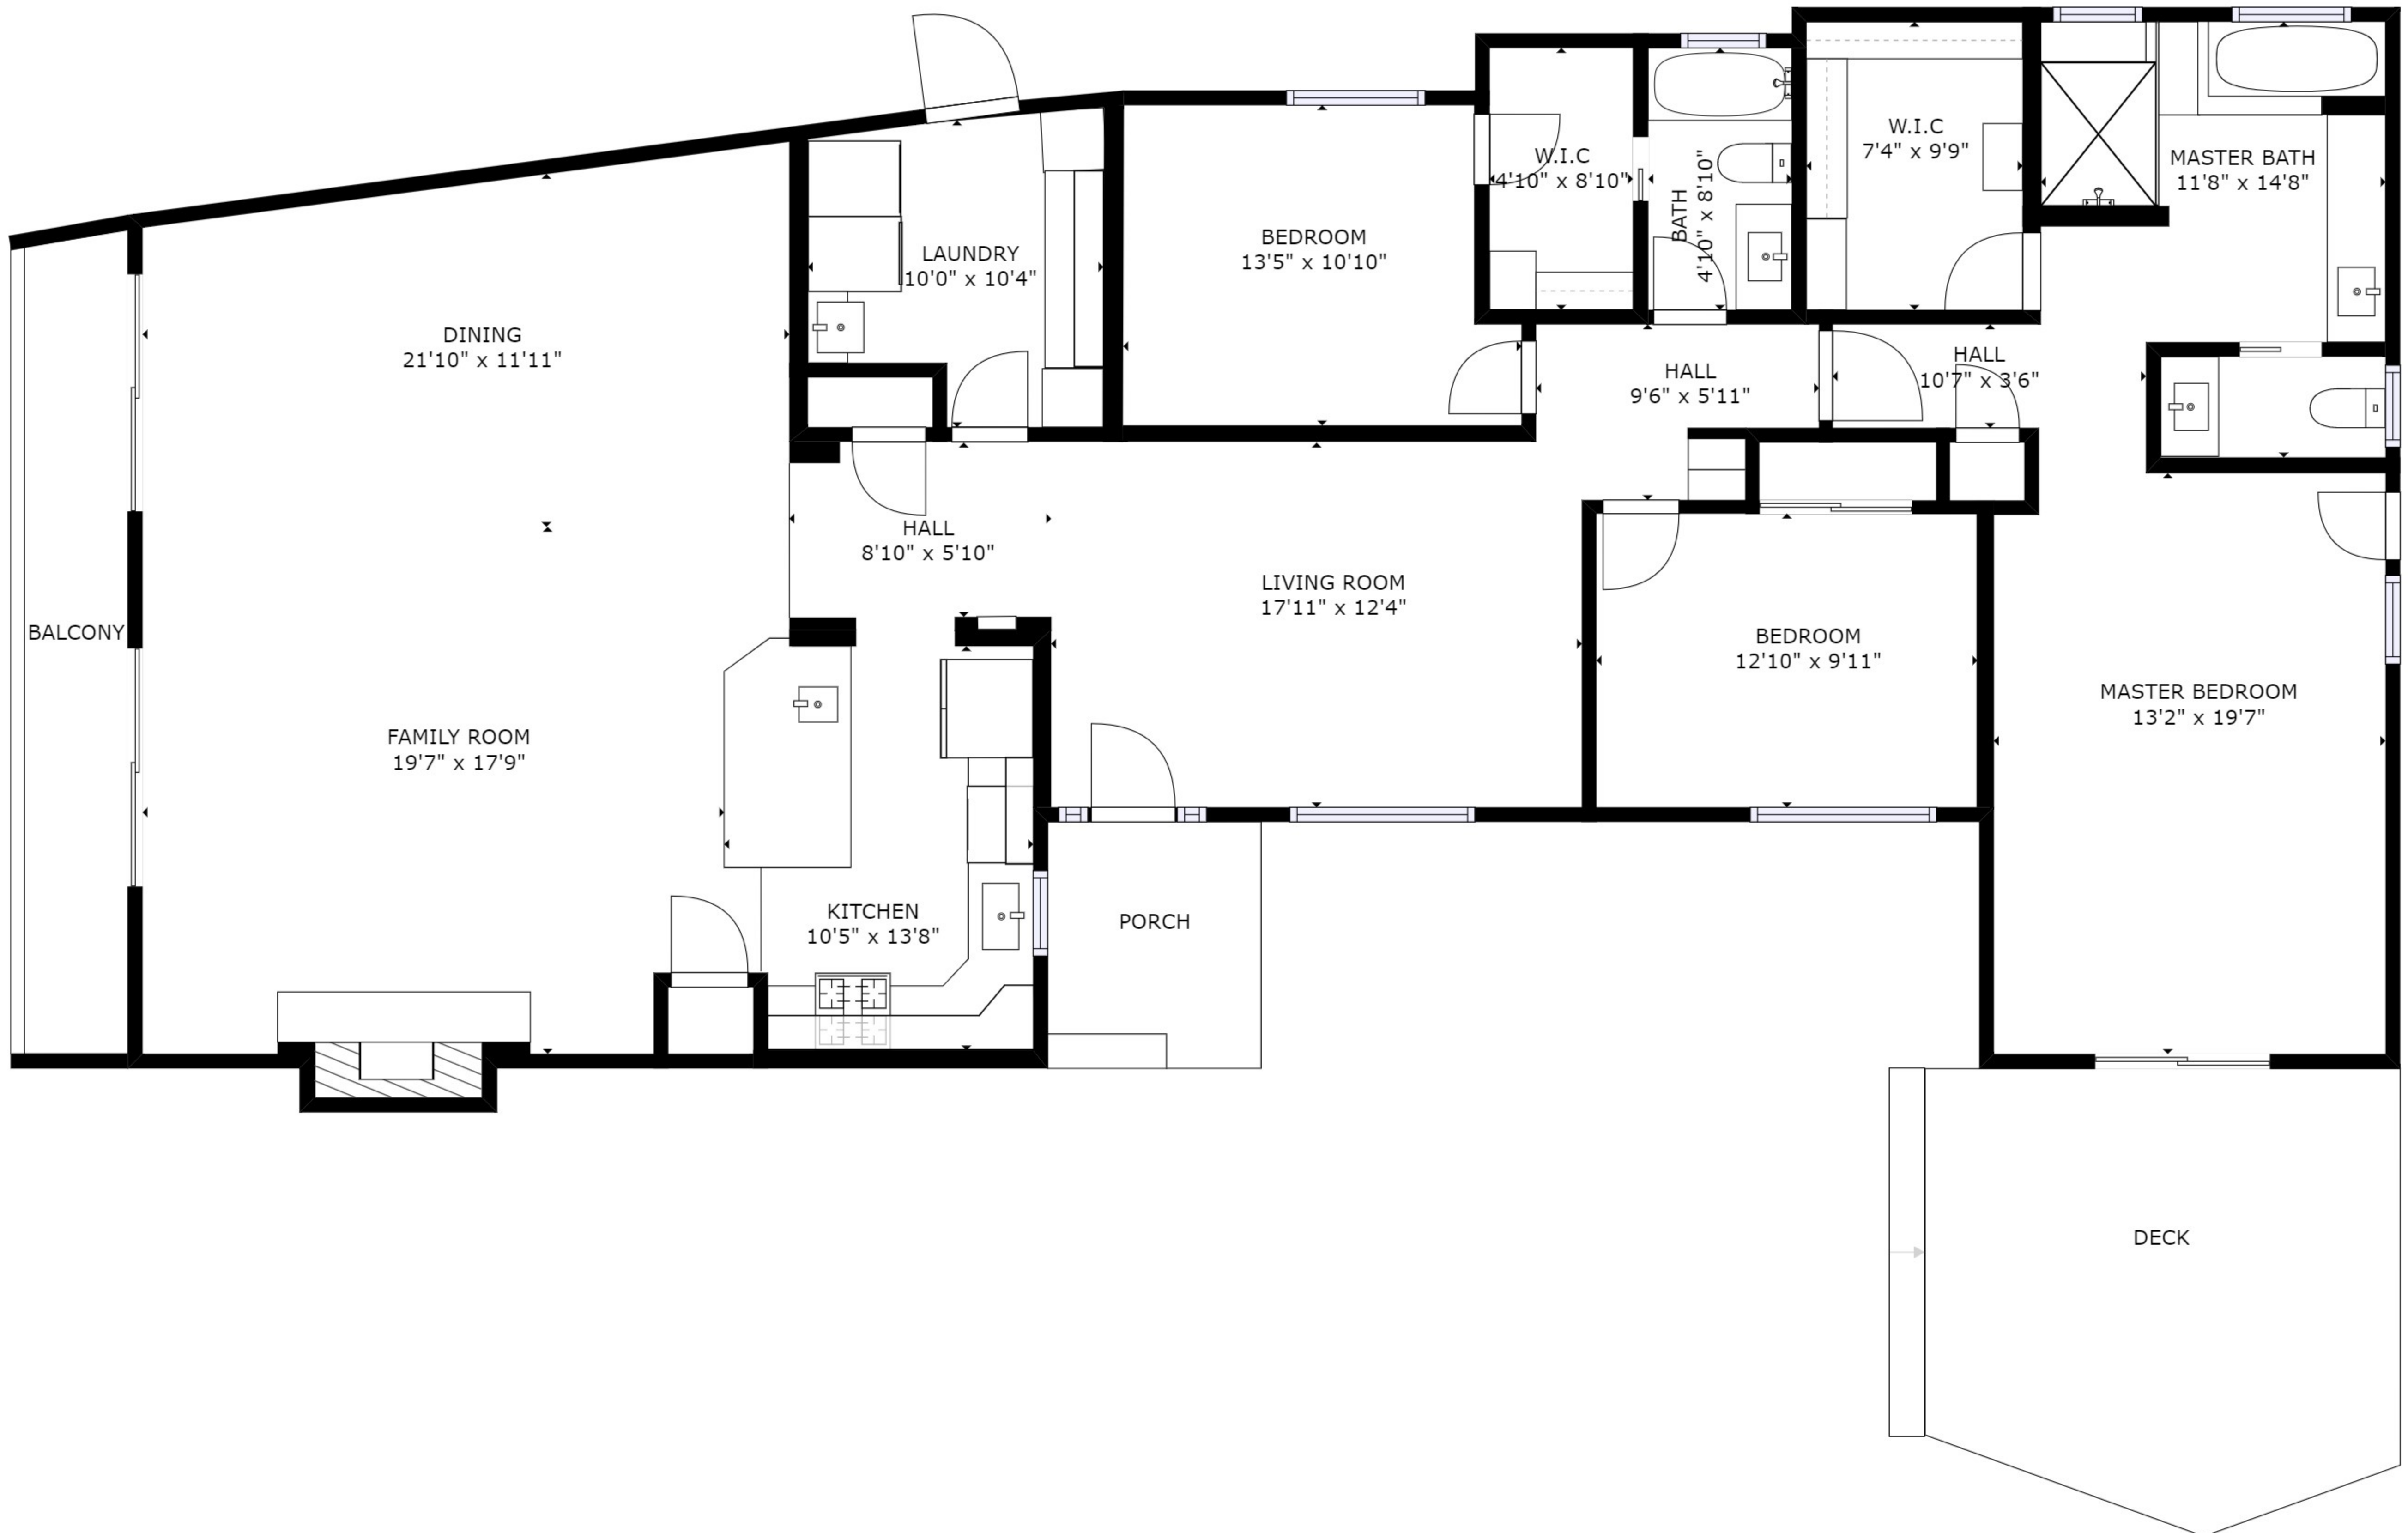 W.I.C
7'4" x 9'9"
W.I.C
4'10" x 8'10"
BATH
4'10" x 8'10"
MASTER BATH
11'8" x 14'8"
LAUNDRY
10'0" x 10'4"
BEDROOM
13'5" x 10'10"
DINING
21'10" x 11'11"
HALL
9'6" x 5'11"
HALL
10'7" x 3'6"
HALL
8'10" x 5'10"
LIVING ROOM
17'11" x 12'4"
BALCONY
BEDROOM
12'10" x 9'11"
MASTER BEDROOM
13'2" x 19'7"
FAMILY ROOM
19'7" x 17'9"
KITCHEN
10'5" x 13'8"
PORCH
DECK